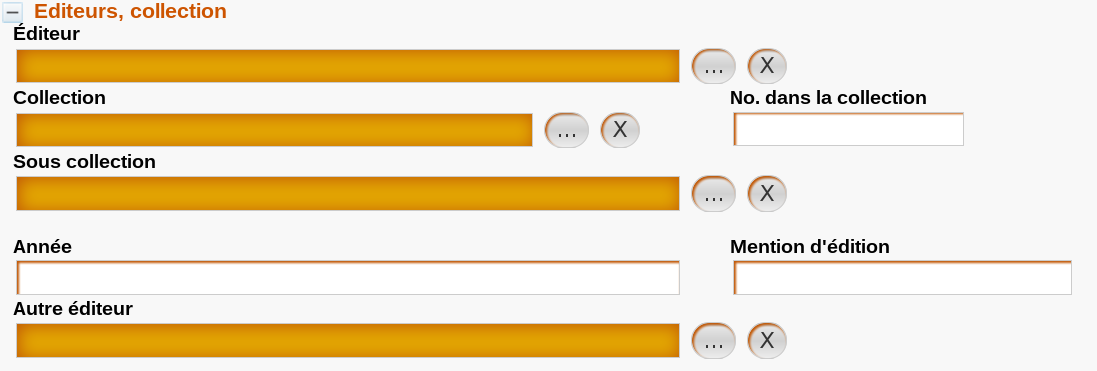 Editeurs, collection
Éditeur
... X
Collection
No. dans la collection
... X
Sous collection
... X
Année
Mention d'édition
Autre éditeur
... X